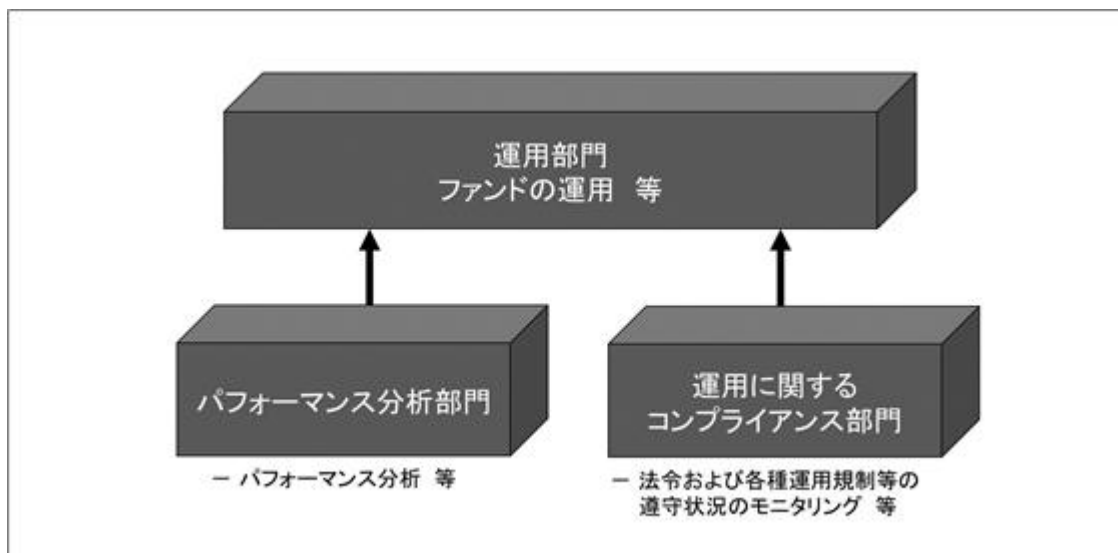 運用部門
ファンドの運用 等
パフォーマンス分析部門
－ パフォーマンス分析 等
運用に関する
コンプライアンス部門
－ 法令および各種運用規制等の
遵守状況のモニタリング 等